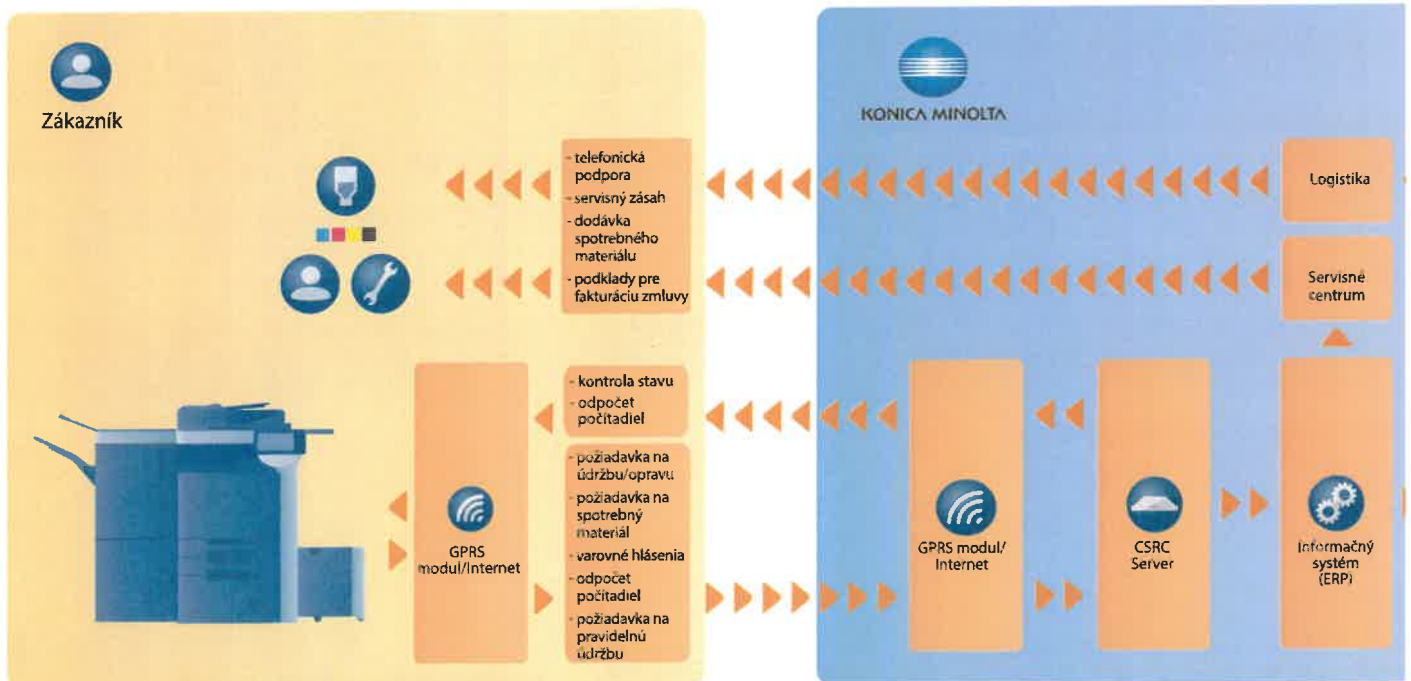 Zákazník
KONICA MINOLTA
- telefonická
podpora
- servisný zásah
- dodávka
spotrebného
materiálu
- podklady pre
fakturáciu zmluvy
Logistika
Servisné
centrum
- kontrola stavu
- odpočet
počítadiel
- požiadavka na
údržbu/opravu
- požiadavka na
spotrebný
materiál
- varovné hlásenia
- odpočet
počítadiel
- požiadavka na
pravidelnú
údržbu
GPRS
modul/Internet
GPRS modul/
Internet
CSRC
Server
Informačný
systém
(ERP)